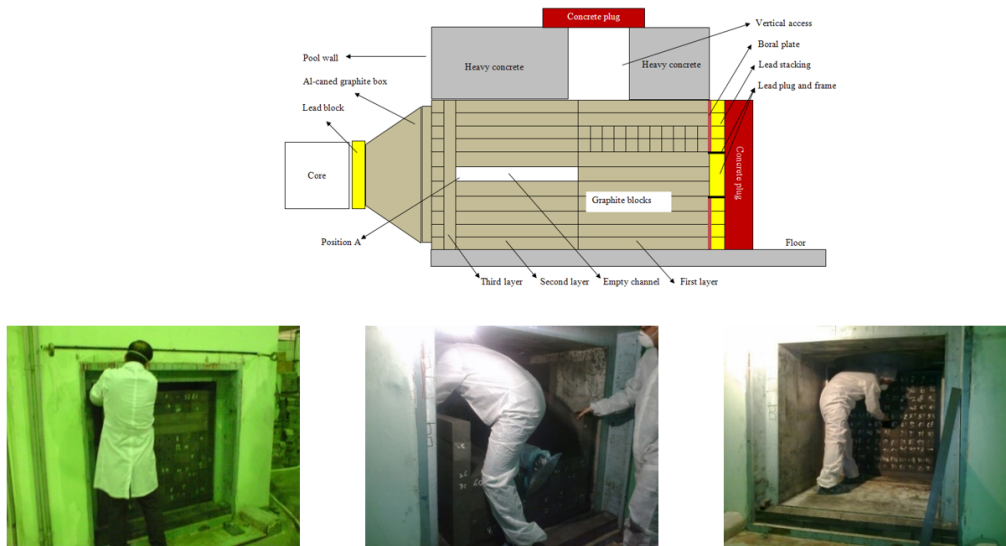 Concrete plug
Vertical access
Boral plate
Pool wall
Heavy concrete
Heavy concrete
Lead stacking
Al-caned graphite box
Lead plug and frame
Lead block
Concrete plug
Core
Graphite blocks
Position A
Floor
Third layer
Second layer
Empty channel
First layer